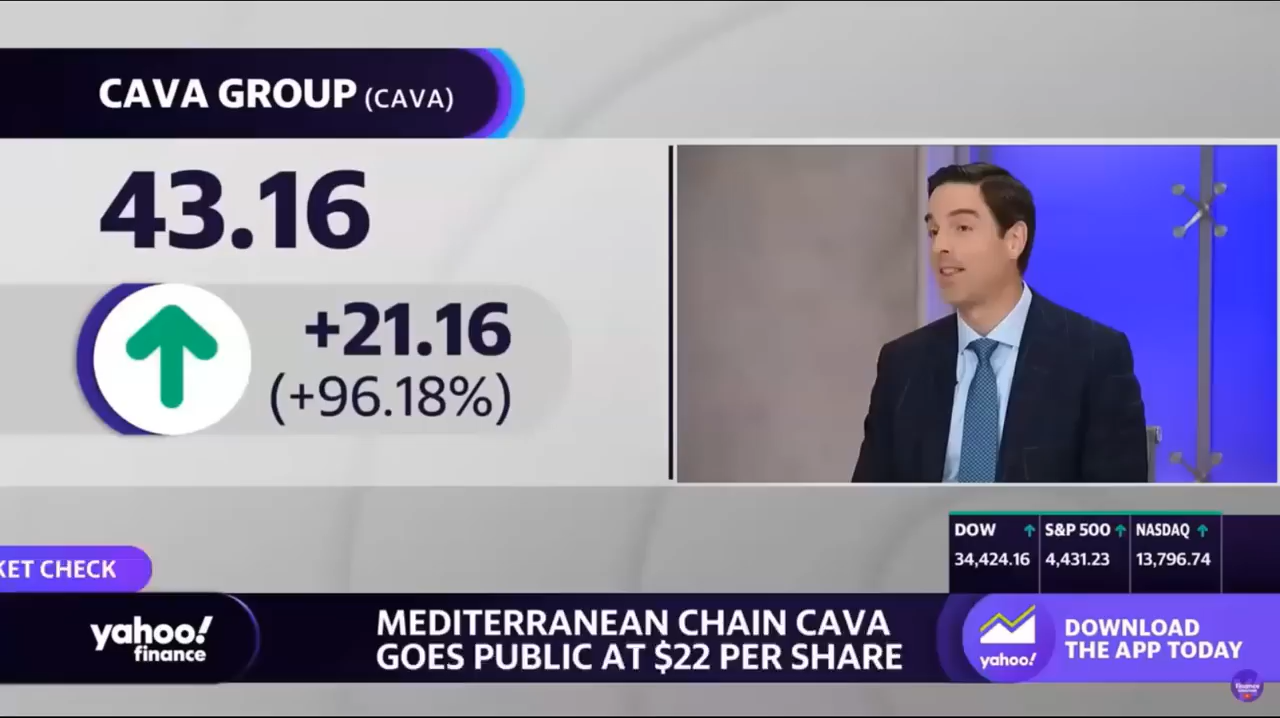 CAVA GROUP (CAVA)
43.16
+21.16
(+96.18%)
DOW
34,424.16
S&P 500
4,431.23
NASDAQ
13,796.74
KET CHECK
yahoo!
finance
MEDITERRANEAN CHAIN CAVA
GOES PUBLIC AT $22 PER SHARE
yahoo!
DOWNLOAD
THE APP TODAY